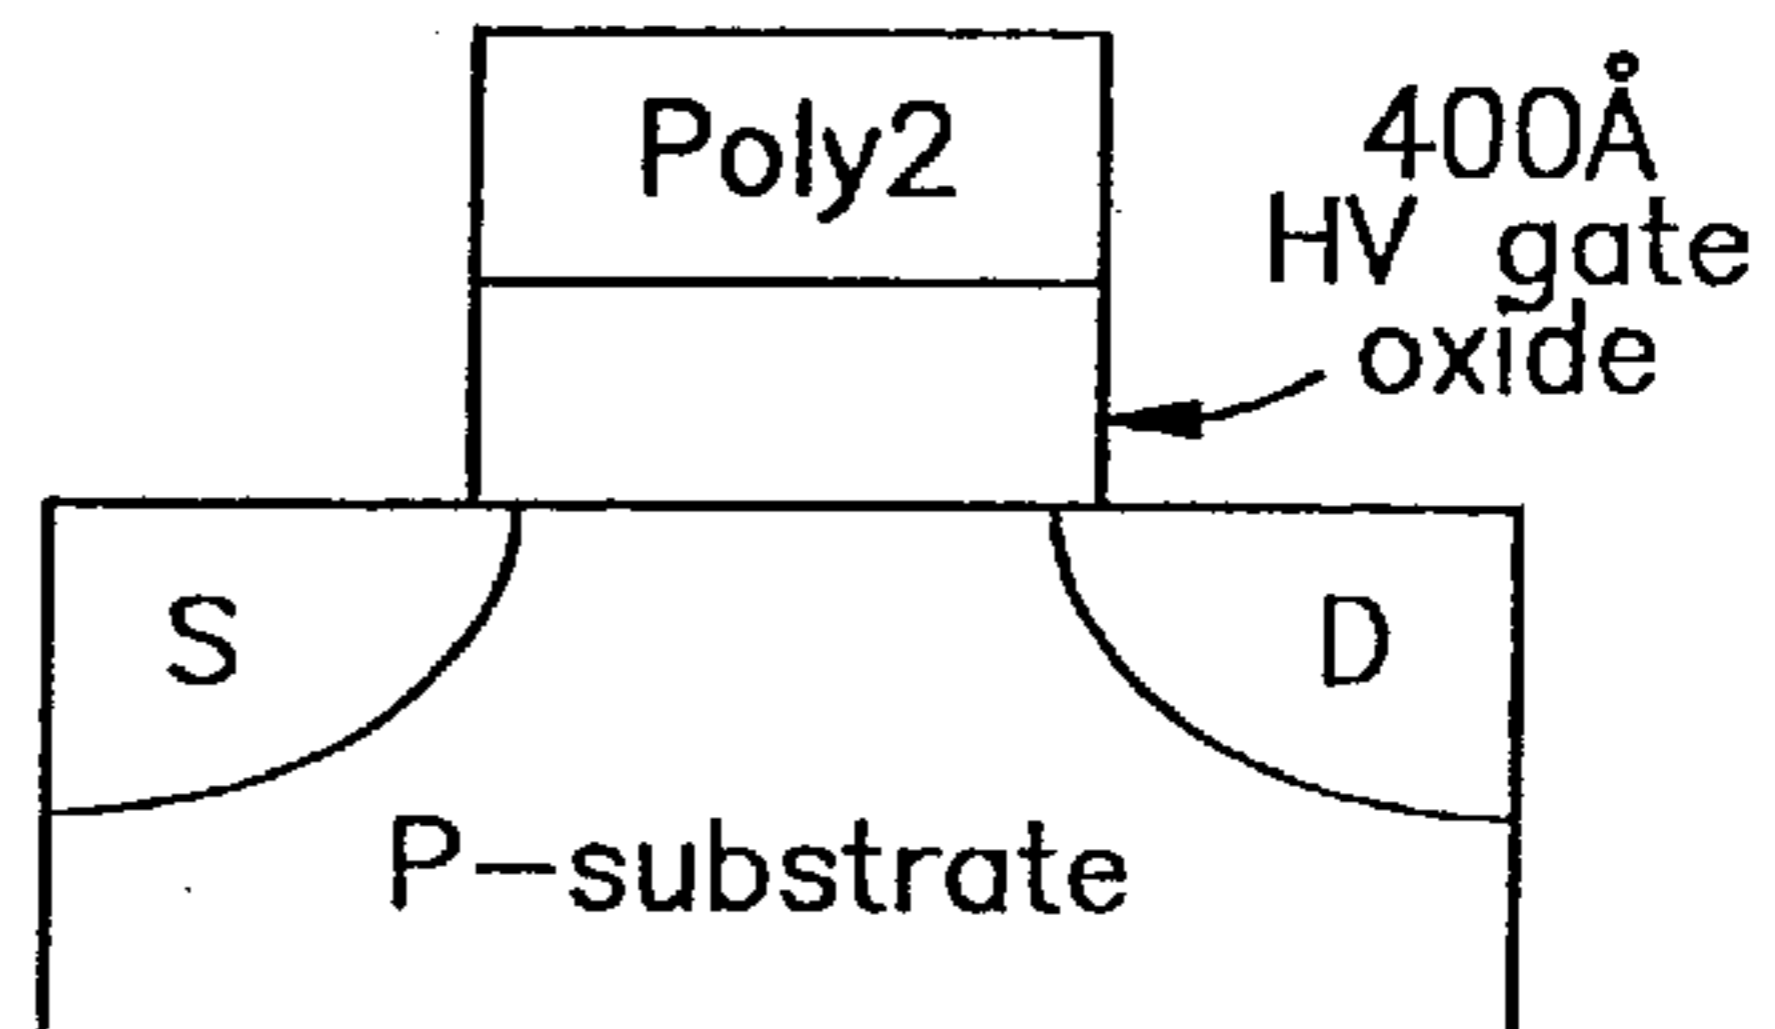 Poly2
400Å
HV gate
oxide
S
D
P-substrate